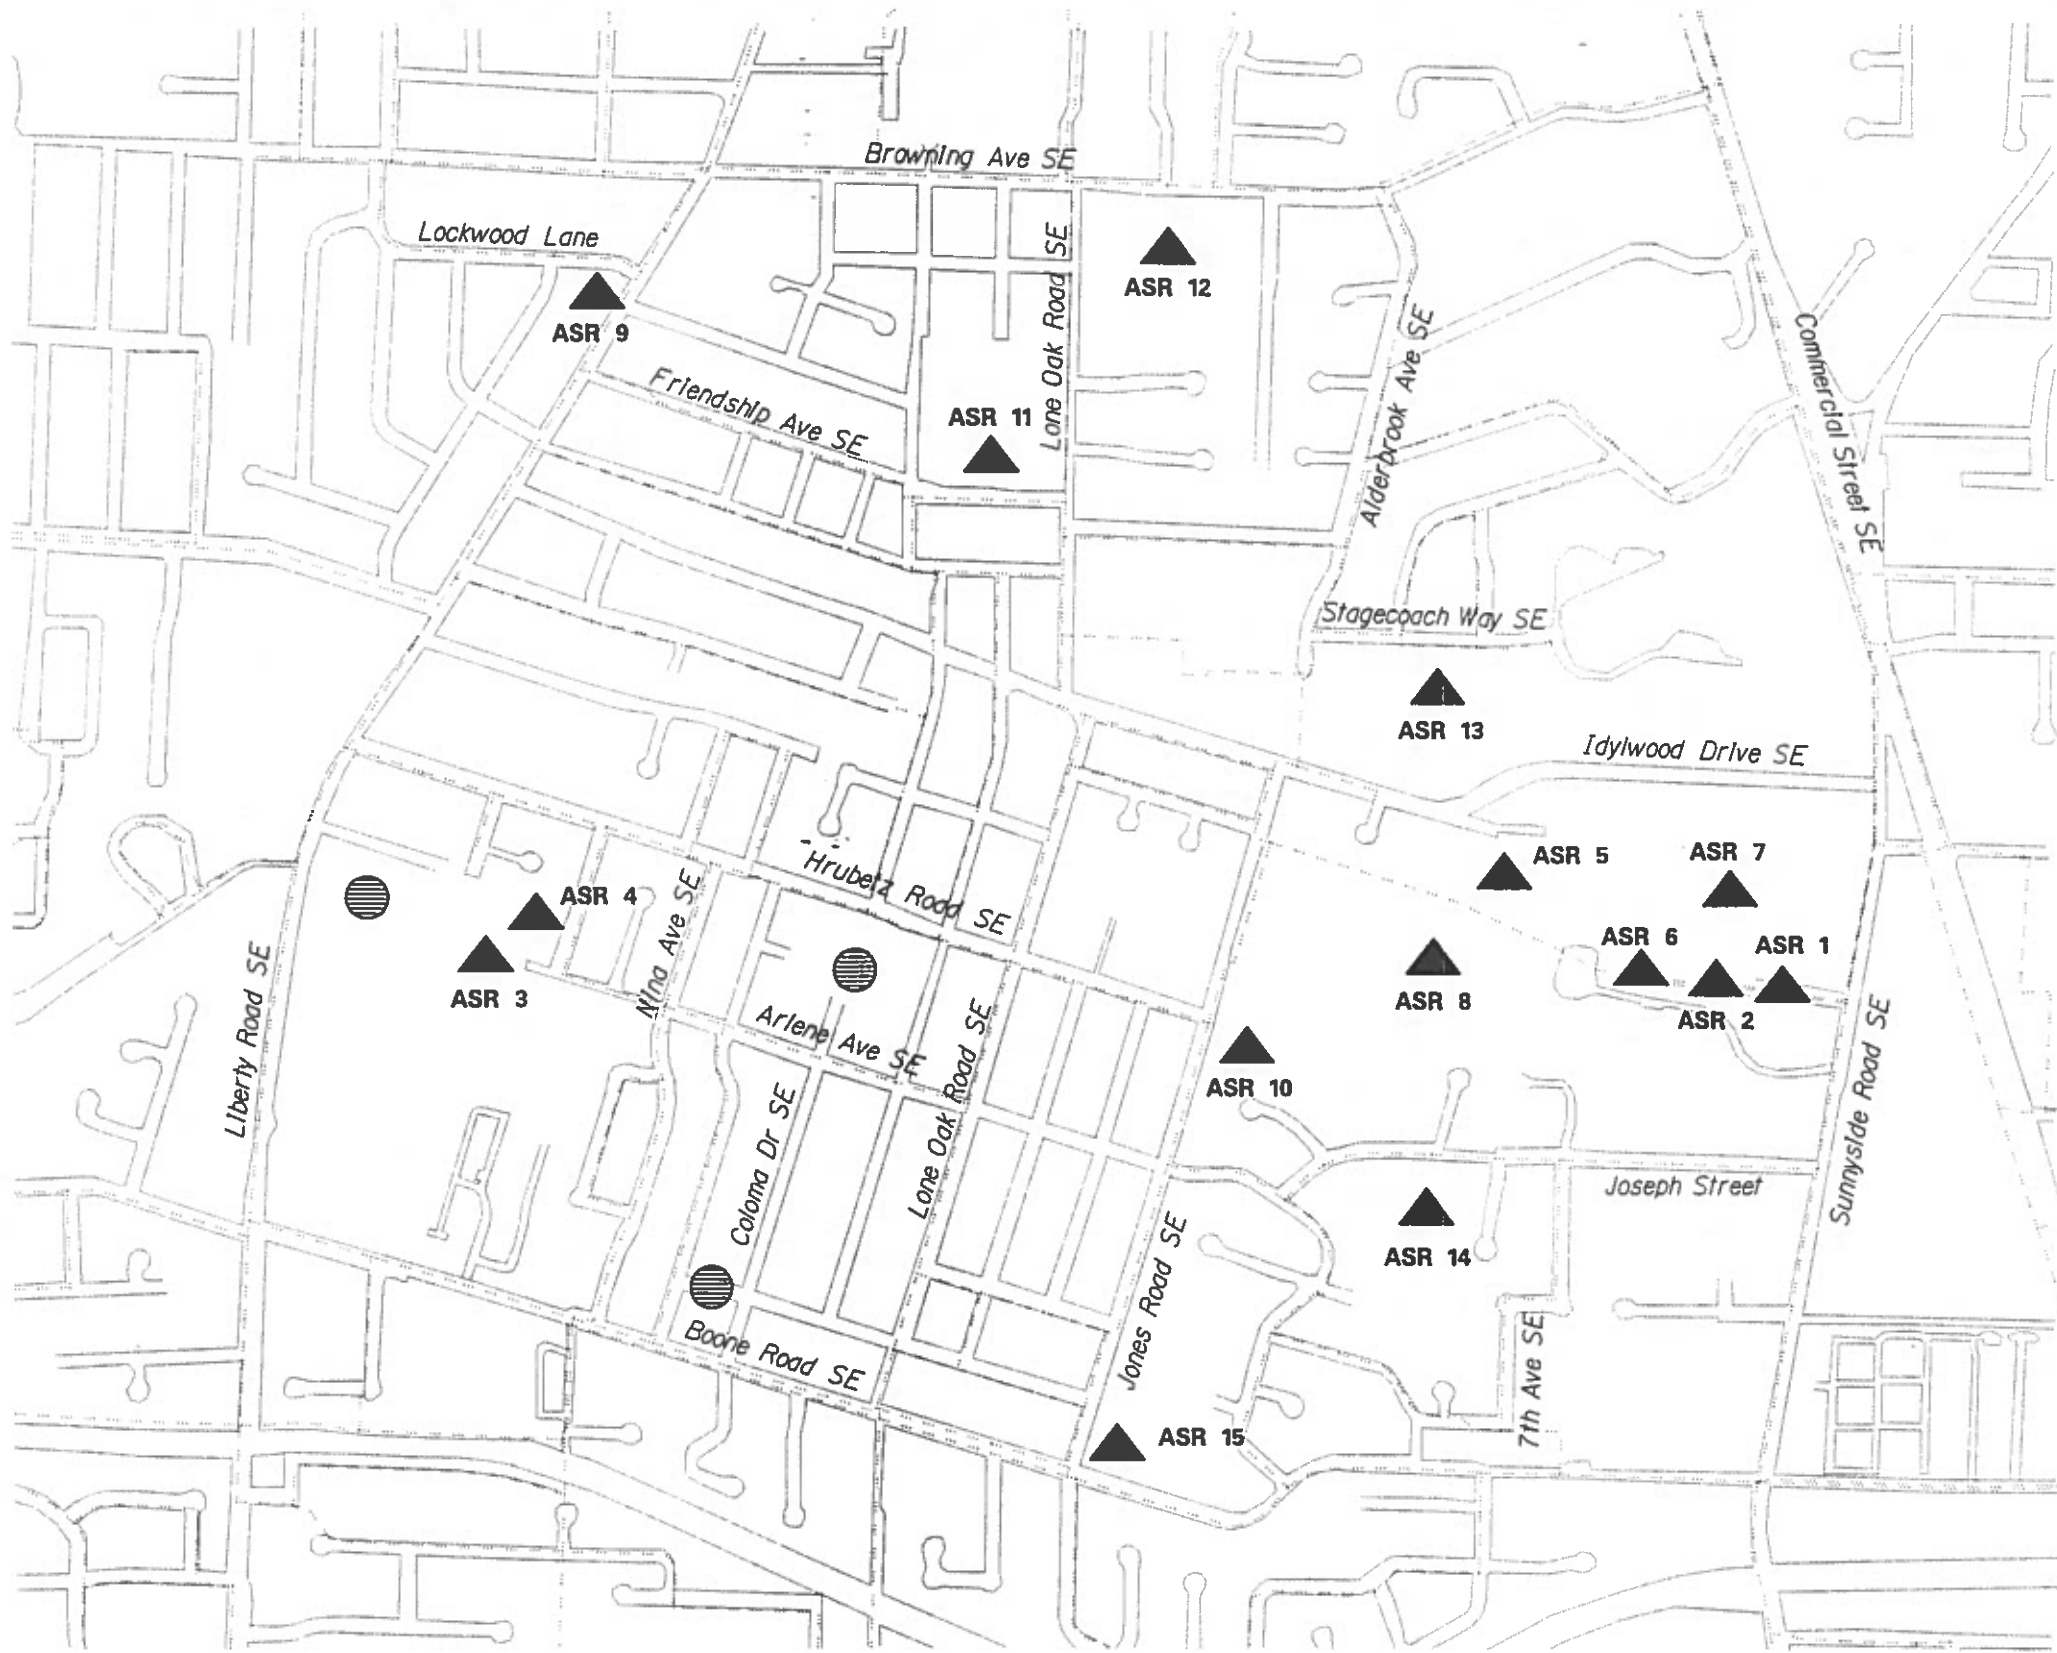 Browning Ave SE
Lockwood Lane
Lone Oak Road SE
ASR 12
ASR 9
Friendship Ave SE
ASR 11
Alderbrook Ave SE
Commercial Street SE
Stagecoach Way SE
ASR 13
Idylwood Drive SE
Hrubetz Road SE
ASR 5
ASR 7
ASR 4
Nina Ave SE
ASR 6
ASR 1
ASR 3
ASR 8
ASR 2
Liberty Road SE
Arlene Ave SE
Lone Oak Road SE
ASR 10
Sunnyside Road SE
Coloma Dr SE
Joseph Street
ASR 14
Jones Road SE
Boone Road SE
7th Ave SE
ASR 15